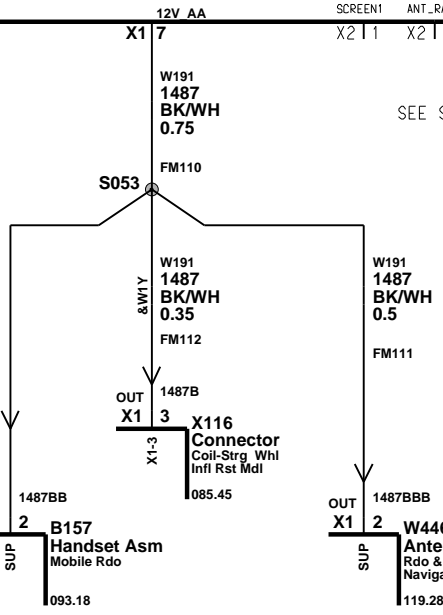 12V_AA
SCREEN1
X1 7
X2 1
X2
W191
1487
BK/WH
0.75
SEE
FM110
S053
&W1Y
W191
1487
BK/WH
0.35
FM112
W191
1487
BK/WH
0.5
FM111
OUT 1487B
X1 3
X1-3
X116
Connector
Coil-Strg Whl
Infl Rst Mdl
085.45
1487BB
2
SUP
B157
Handset Asm
Mobile Rdo
093.18
OUT 1487BBB
X1 2
SUP
Rdo &
119.28